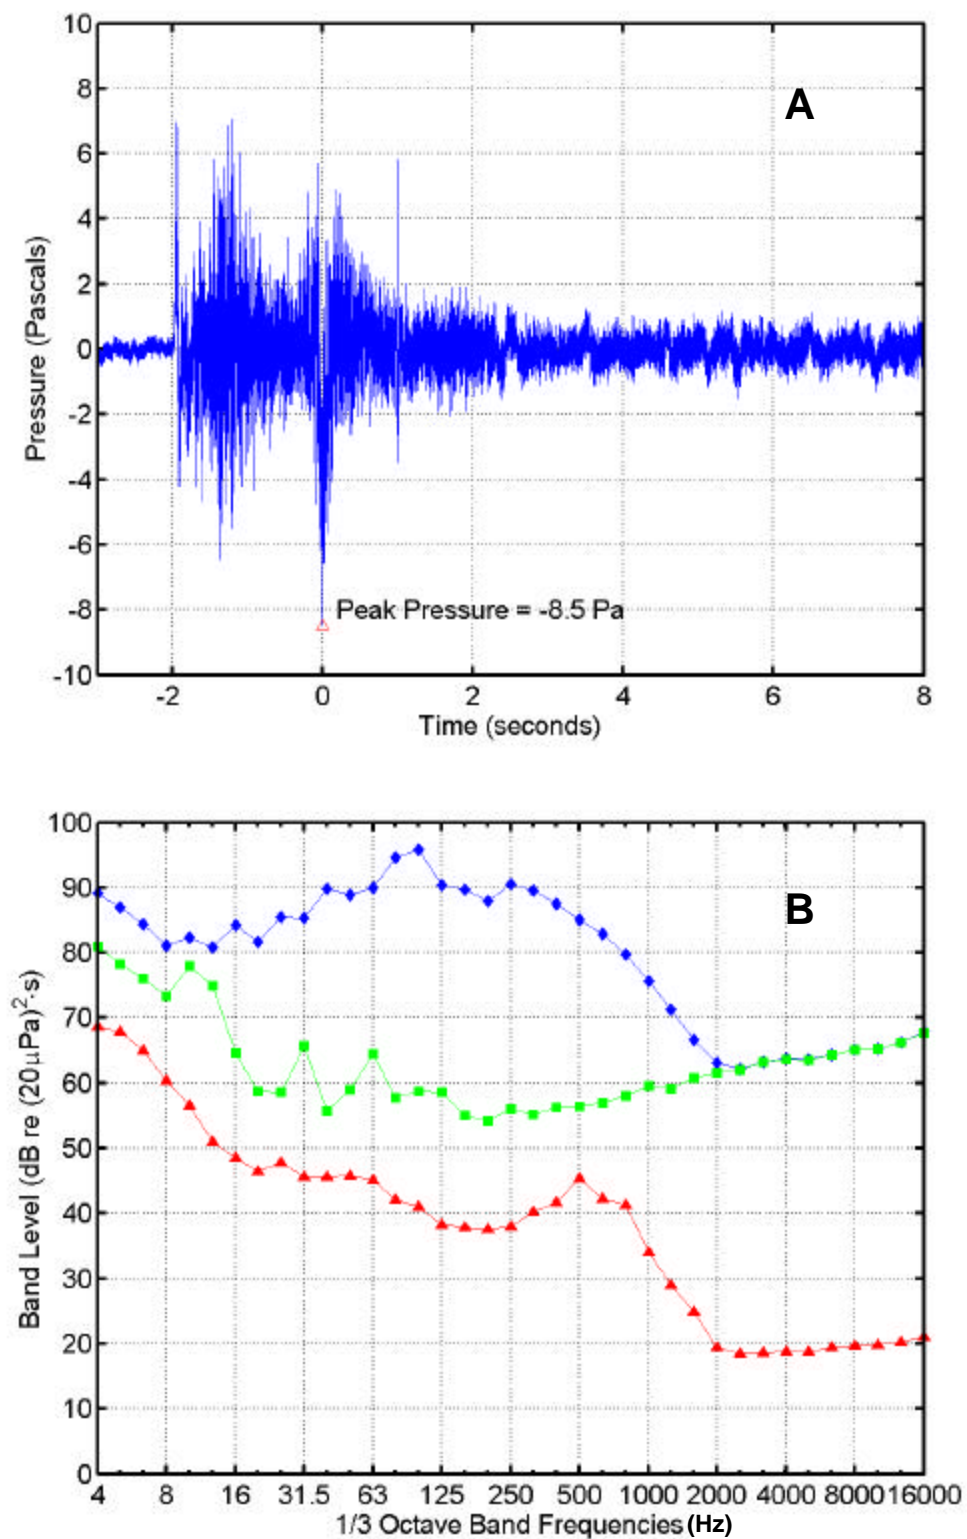 10
8
6
4
2
0
-2
-4
-6
-8
-10
Pressure (Pascals)
A
Peak Pressure = -8.5 Pa
-2 0 2 4 6 8
Time (seconds)
100
90
80
70
60
50
40
30
20
10
0
Band Level (dB re (20μPa)²·s)
B
4 8 16 31.5 63 125 250 500 1000 2000 4000 8000 16000
1/3 Octave Band Frequencies (Hz)